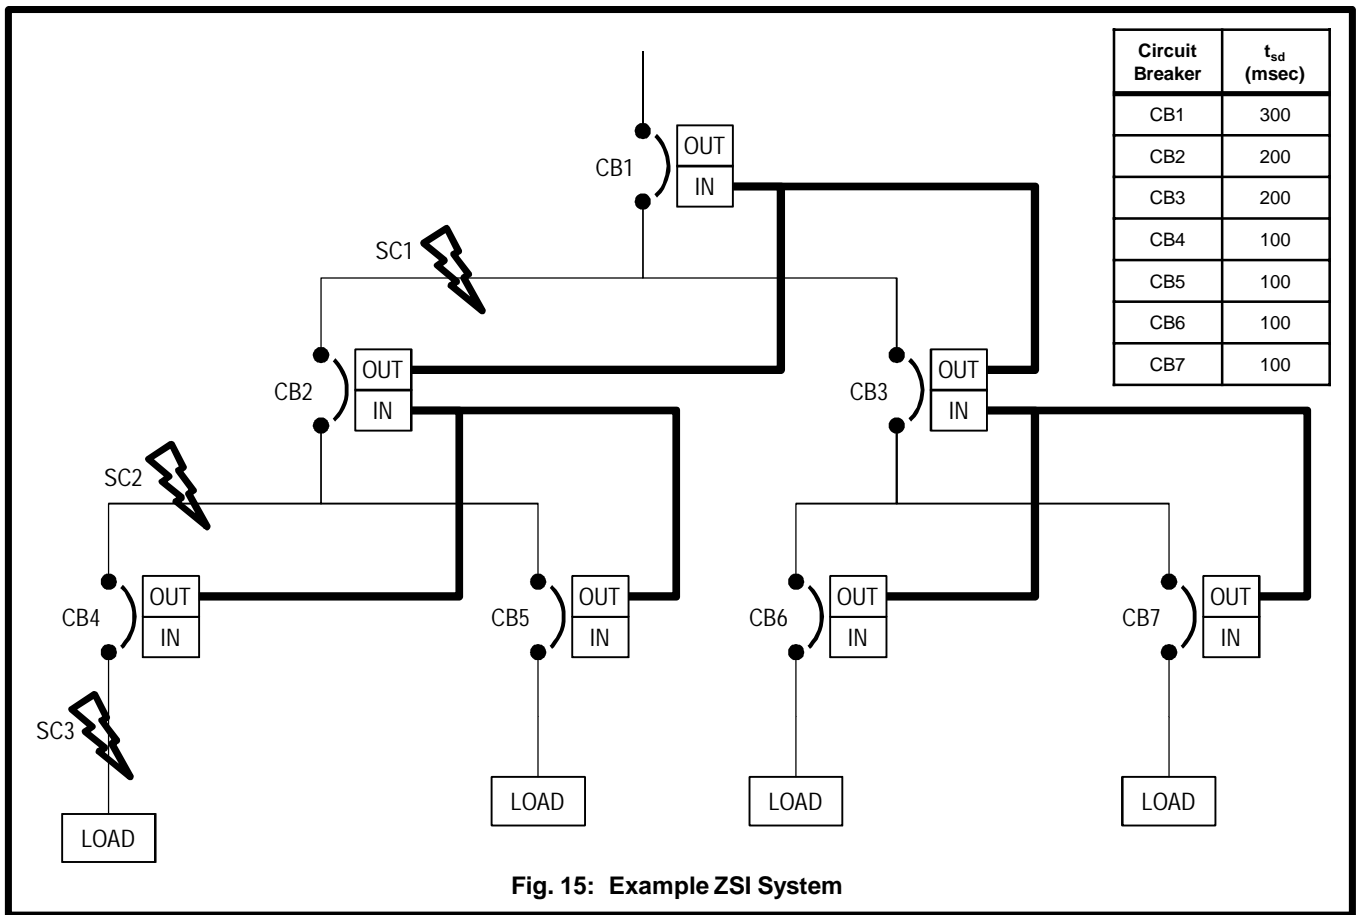 Circuit Breaker t_sd (msec)
CB1 300
CB2 200
CB3 200
CB4 100
CB5 100
CB6 100
CB7 100
OUT
CB1
IN
SC1
OUT
CB2
IN
OUT
CB3
IN
SC2
OUT
CB4
IN
OUT
CB5
IN
OUT
CB6
IN
OUT
CB7
IN
SC3
LOAD
LOAD
LOAD
LOAD
Fig. 15: Example ZSI System